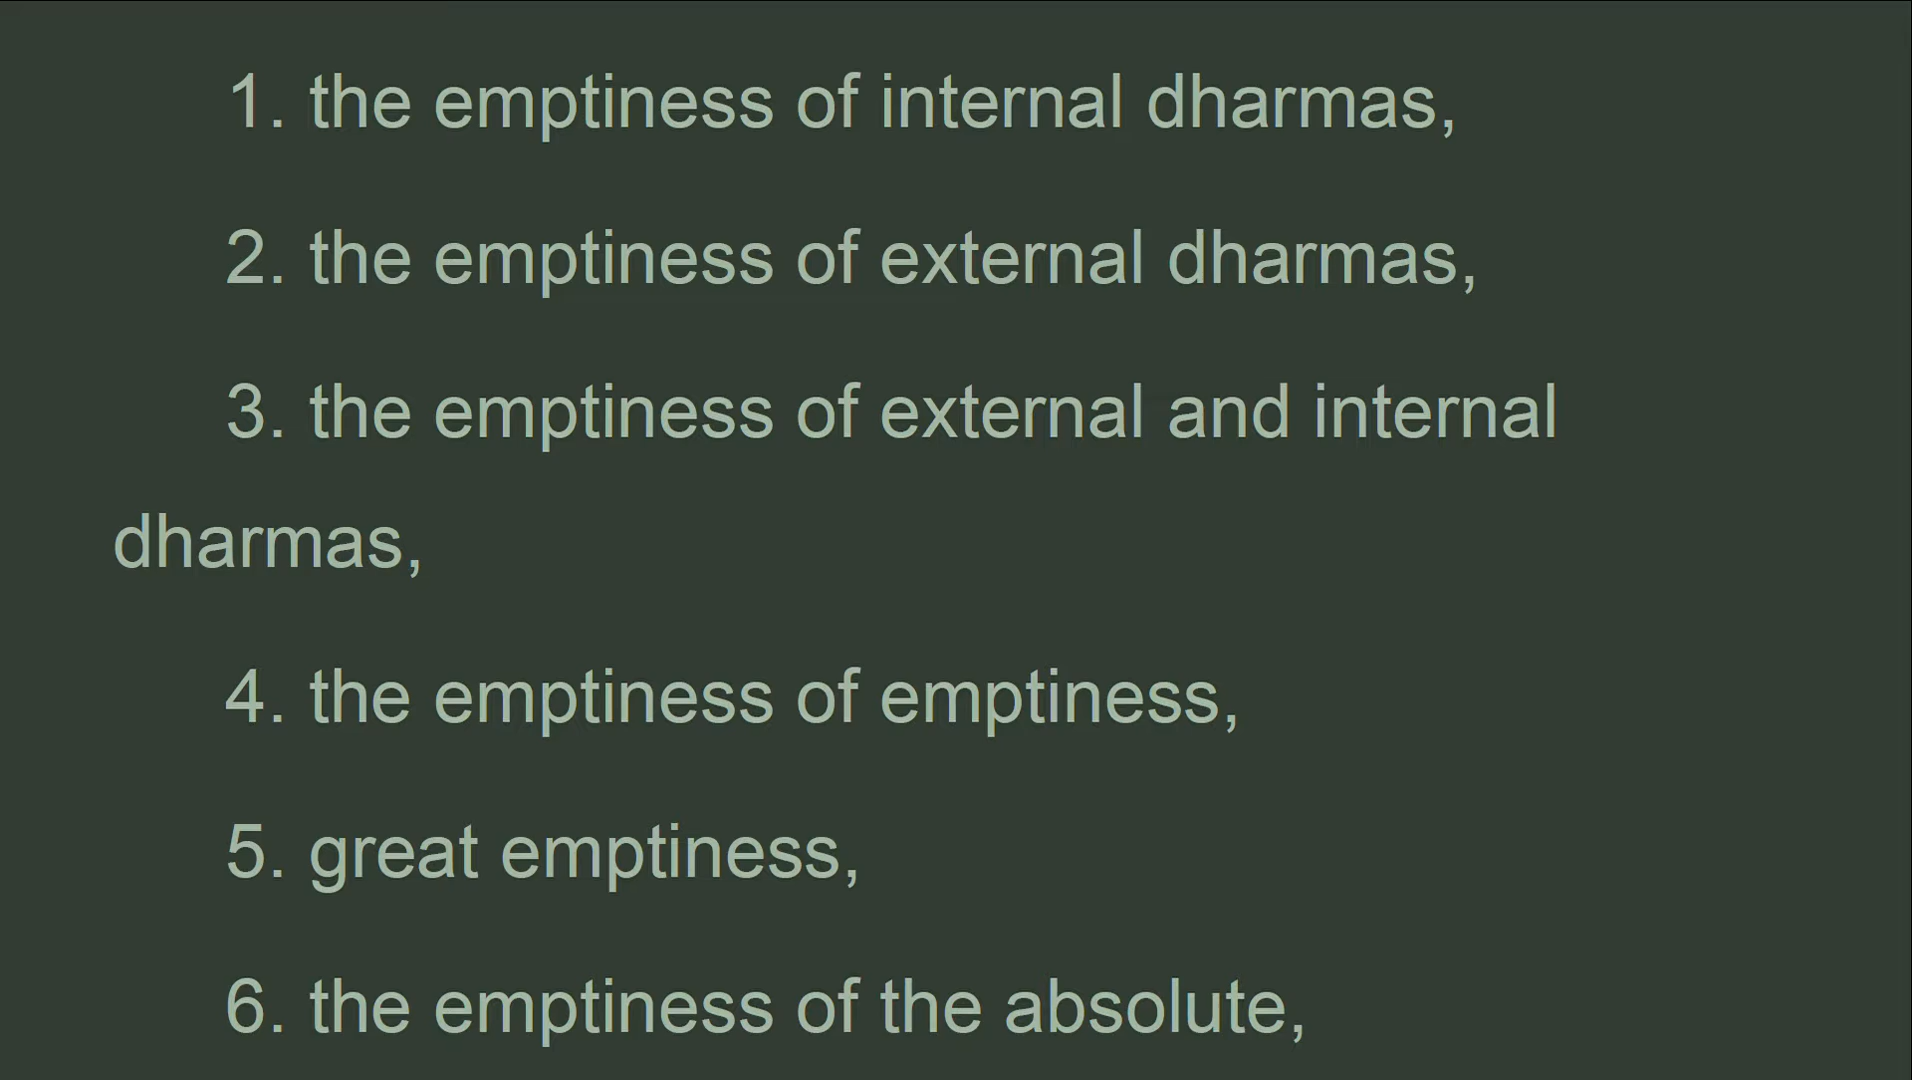 1. the emptiness of internal dharmas,
2. the emptiness of external dharmas,
3. the emptiness of external and internal
dharmas,
4. the emptiness of emptiness,
5. great emptiness,
6. the emptiness of the absolute,